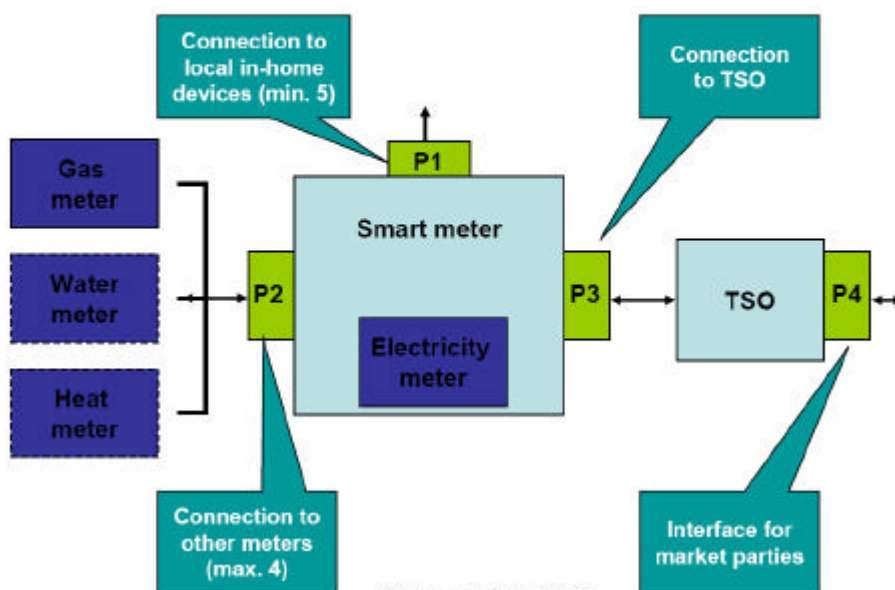 Connection to
local in-home
devices (min. 5)
Connection
to TSO
P1
Gas
meter
Smart meter
Water
meter
P2
P3
TSO
P4
Electricity
meter
Heat
meter
Connection to
other meters
(max. 4)
Interface for
market parties